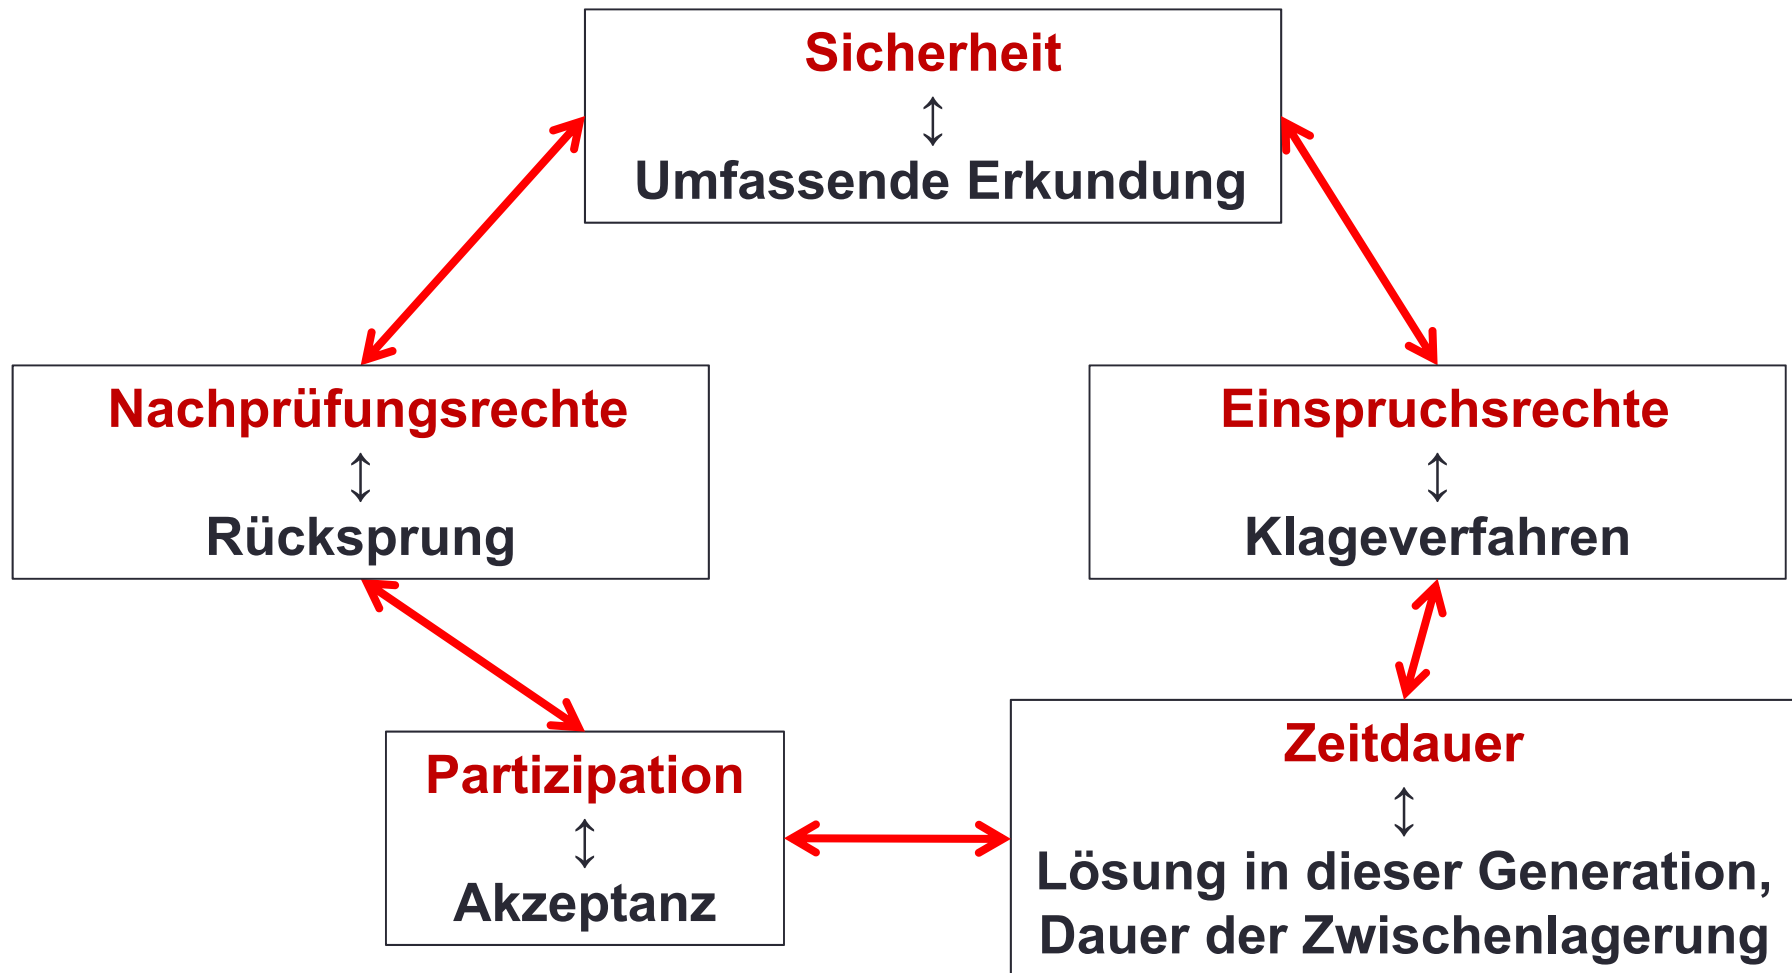 Sicherheit
↕
Umfassende Erkundung
Nachprüfungsrechte
↕
Rücksprung
Einspruchsrechte
↕
Klageverfahren
Partizipation
↕
Akzeptanz
Zeitdauer
↕
Lösung in dieser Generation,
Dauer der Zwischenlagerung